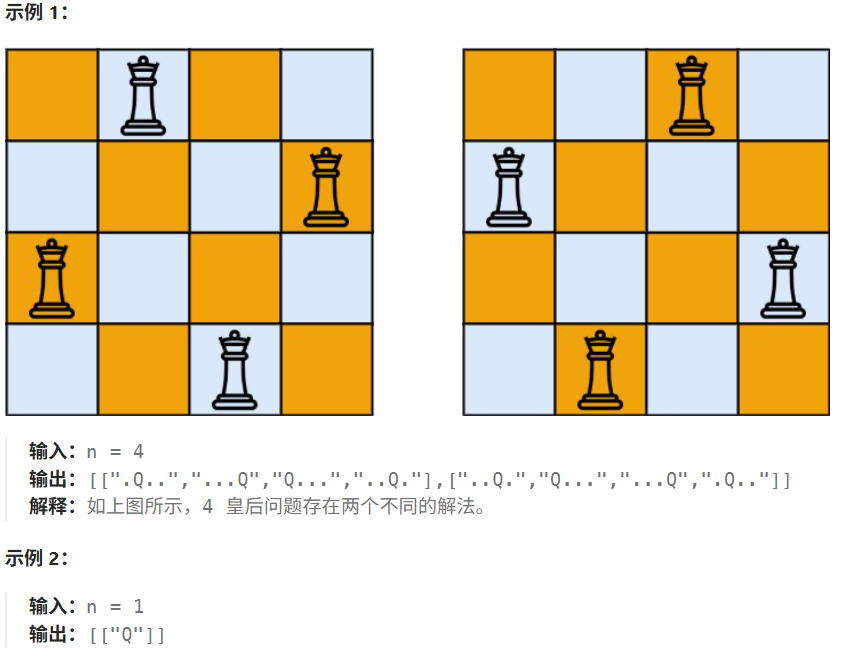 示例 1：
输入：n = 4
输出：[[".Q..","...Q","Q...","..Q."],["..Q.","Q...","...Q",".Q.."]]
解释：如上图所示，4 皇后问题存在两个不同的解法。
示例 2：
输入：n = 1
输出：[["Q"]]